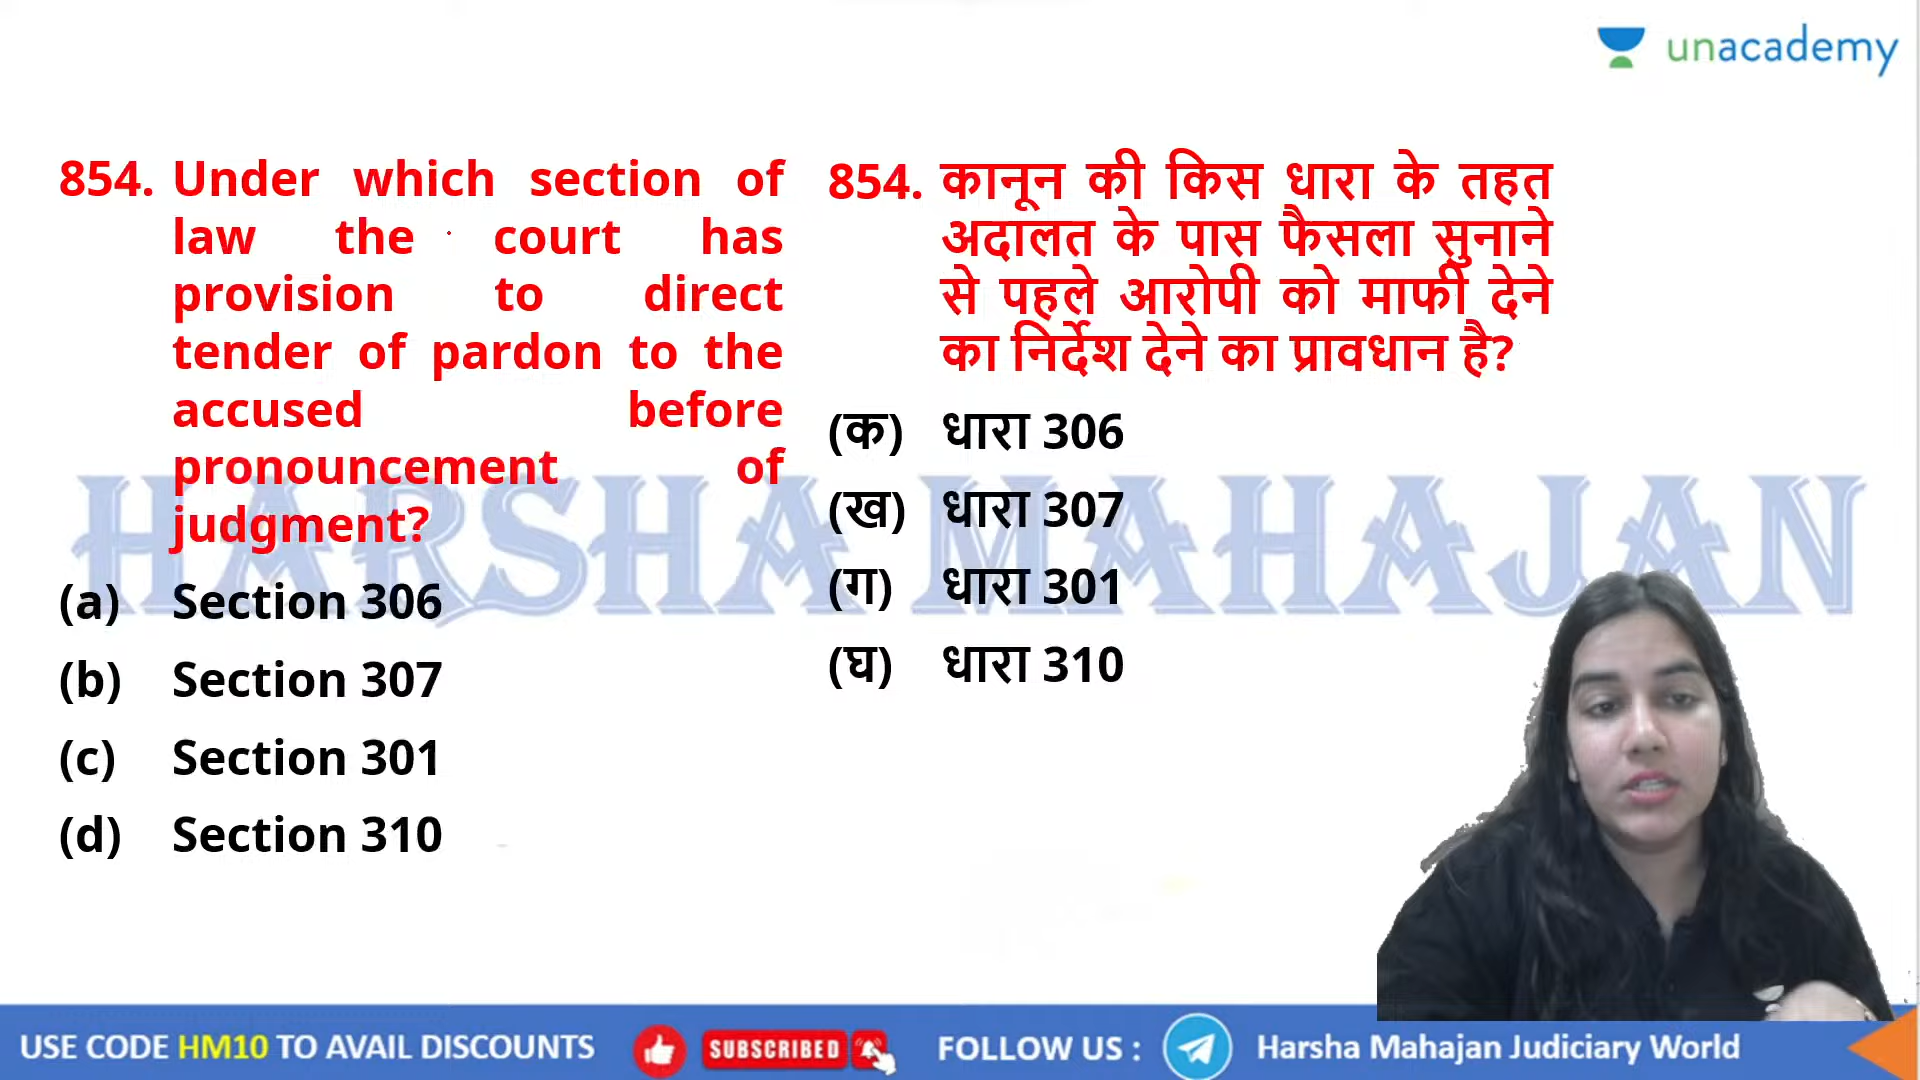 unacademy
854. Under which section of
law the court has
provision to direct
tender of pardon to the
accused before
pronouncement of
judgment?
(a) Section 306
(b) Section 307
(c) Section 301
(d) Section 310
854. कानून की किस धारा के तहत
अदालत के पास फैसला सुनाने
से पहले आरोपी को माफी देने
का निर्देश देने का प्रावधान है?
(क) धारा 306
(ख) धारा 307
(ग) धारा 301
(घ) धारा 310
HARSHA MAHAJAN
USE CODE HM10 TO AVAIL DISCOUNTS
SUBSCRIBED
FOLLOW US :
Harsha Mahajan Judiciary World